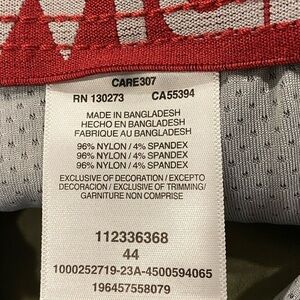 CARE307
RN 130273 CA55394
MADE IN BANGLADESH
HECHO EN BANGLADESH
FABRIQUE AU BANGLADESH
96% NYLON / 4% SPANDEX
96% NYLON / 4% SPANDEX
96% NYLON / 4% SPANDEX
EXCLUSIVE OF DECORATION / EXCEPTO
DECORACION / EXCLUSIVE OF TRIMMING/
GARNITURE NON COMPRISE
112336368
44
1000252719-23A-4500594065
196457558079